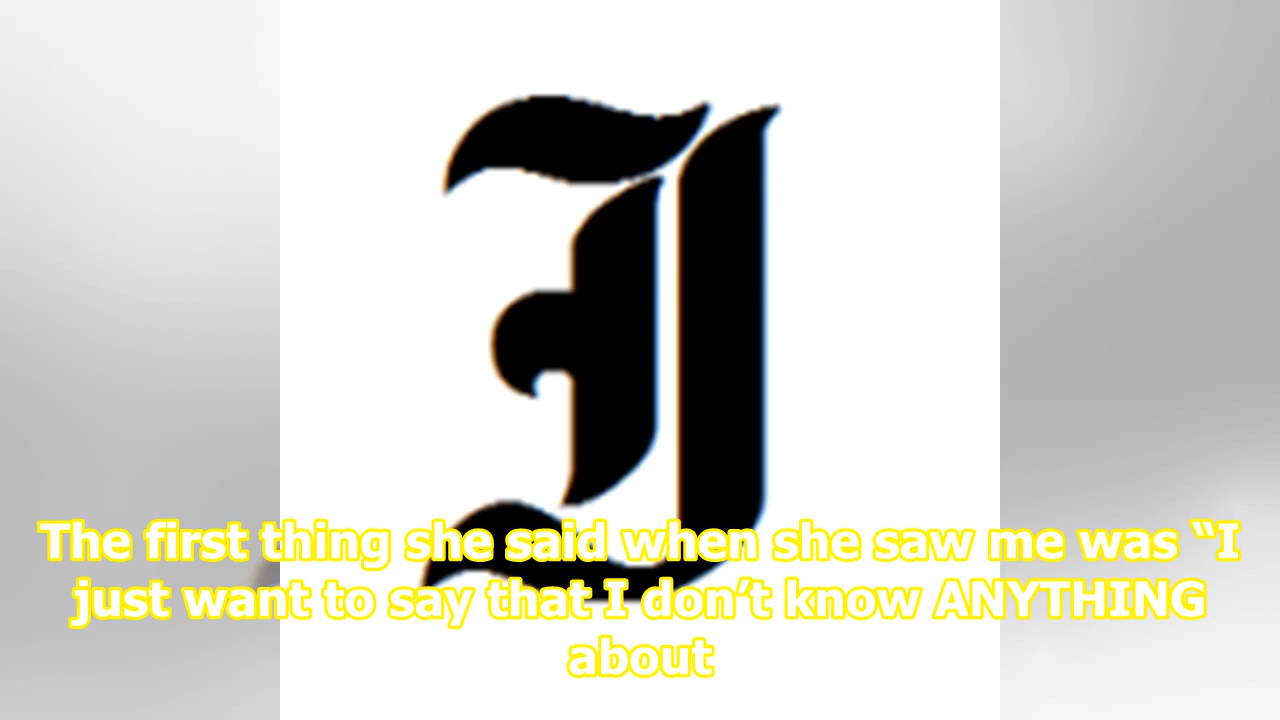 J
The first thing she said when she saw me was “I
just want to say that I don’t know ANYTHING
about